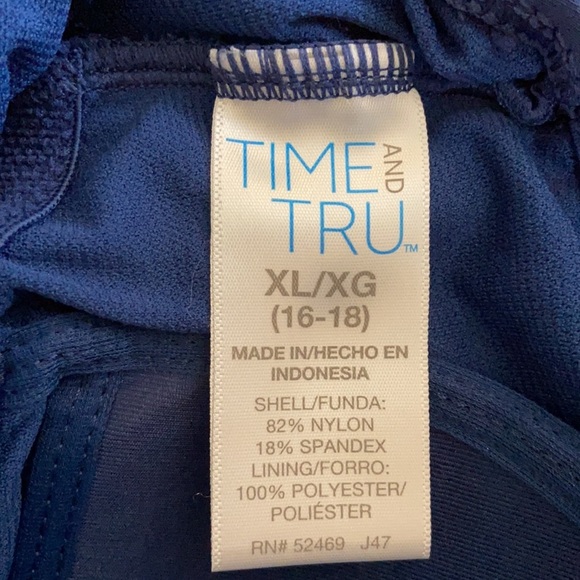 TIME AND
TRU™
XL/XG
(16-18)
MADE IN/HECHO EN
INDONESIA
SHELL/FUNDA:
82% NYLON
18% SPANDEX
LINING/FORRO:
100% POLYESTER/
POLIÉSTER
RN# 52469 J47